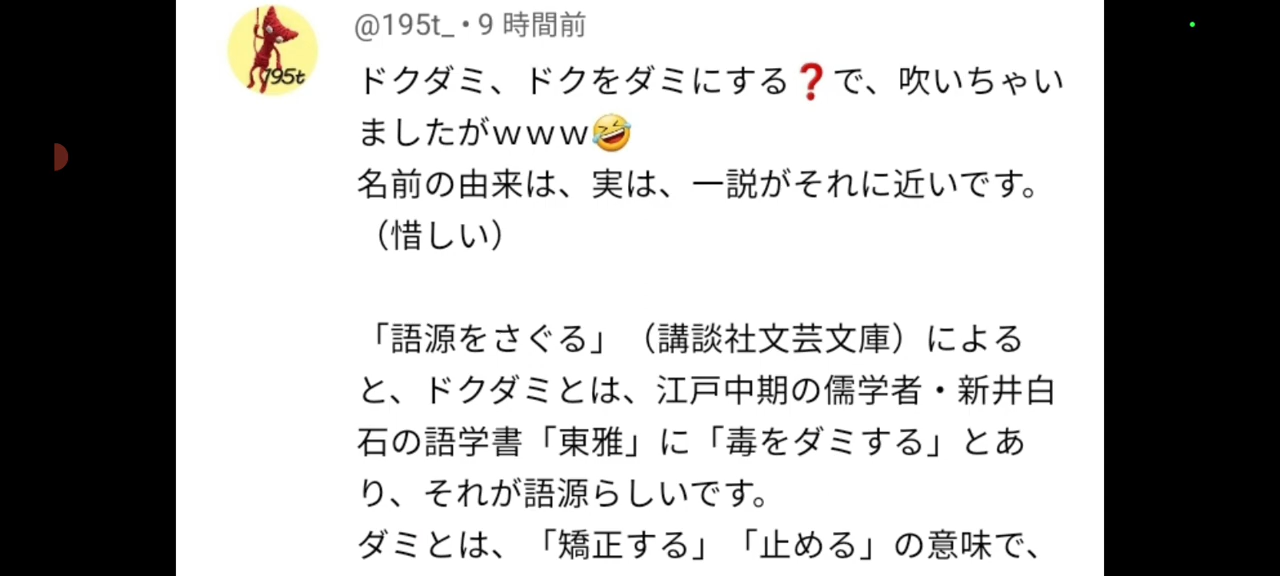 @195t_・9 時間前
195t
ドクダミ、ドクをダミにする❓で、吹いちゃい
ましたがｗｗｗ🤣
名前の由来は、実は、一説がそれに近いです。
（惜しい）
「語源をさぐる」（講談社文芸文庫）による
と、ドクダミとは、江戸中期の儒学者・新井白
石の語学書「東雅」に「毒をダミする」とあ
り、それが語源らしいです。
ダミとは、「矯正する」「止める」の意味で、